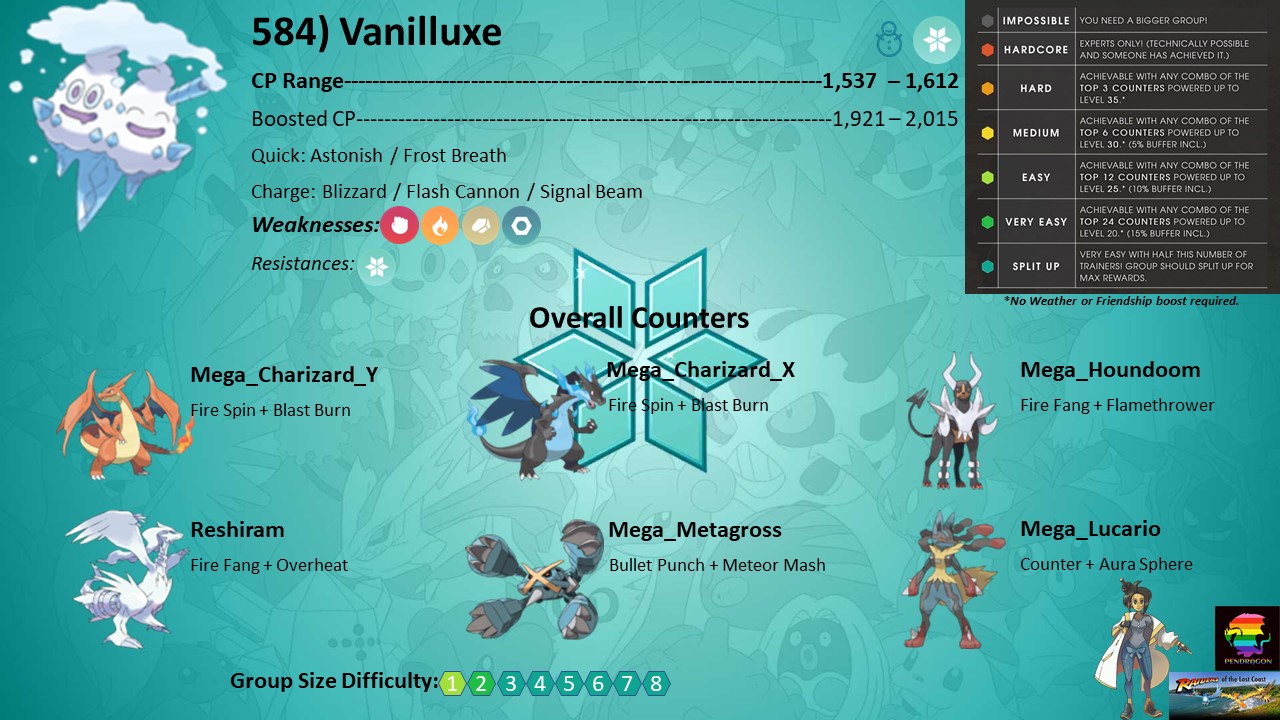 584) Vanilluxe
CP Range------------------------------------------------------------------1,537 – 1,612
Boosted CP------------------------------------------------------------------1,921 – 2,015
Quick: Astonish / Frost Breath
Charge: Blizzard / Flash Cannon / Signal Beam
Weaknesses:
Resistances:
IMPOSSIBLE YOU NEED A BIGGER GROUP!
HARDCORE EXPERTS ONLY! (TECHNICALLY POSSIBLE
AND SOMEONE HAS ACHIEVED IT.)
HARD ACHIEVABLE WITH ANY COMBO OF THE
TOP 3 COUNTERS POWERED UP TO
LEVEL 35.*
MEDIUM ACHIEVABLE WITH ANY COMBO OF THE
TOP 6 COUNTERS POWERED UP TO
LEVEL 30.* (5% BUFFER INCL.)
EASY ACHIEVABLE WITH ANY COMBO OF THE
TOP 12 COUNTERS POWERED UP TO
LEVEL 25.* (10% BUFFER INCL.)
VERY EASY ACHIEVABLE WITH ANY COMBO OF THE
TOP 24 COUNTERS POWERED UP TO
LEVEL 20.* (15% BUFFER INCL.)
SPLIT UP VERY EASY WITH HALF THIS NUMBER OF
TRAINERS! GROUP SHOULD SPLIT UP FOR
MAX REWARDS.
*No Weather or Friendship boost required.
Overall Counters
Mega_Charizard_Y
Fire Spin + Blast Burn
Mega_Charizard_X
Fire Spin + Blast Burn
Mega_Houndoom
Fire Fang + Flamethrower
Reshiram
Fire Fang + Overheat
Mega_Metagross
Bullet Punch + Meteor Mash
Mega_Lucario
Counter + Aura Sphere
Group Size Difficulty: 1 2 3 4 5 6 7 8
PENDRAGON
RAIDERS of the Lost Coast